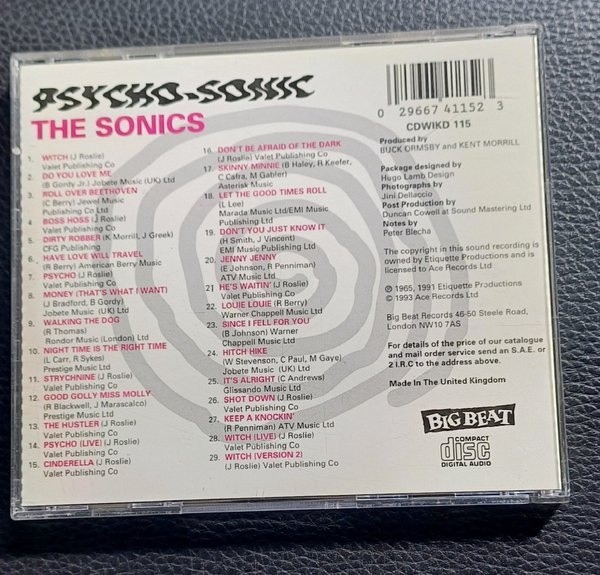 PSYCHO-SONIC
THE SONICS
1. WITCH (J Roslie)
Valet Publishing Co
2. DO YOU LOVE ME
(B Gordy Jr.) Jobete Music (UK) Ltd
3. ROLL OVER BEETHOVEN
(C Berry) Jewel Music
Publishing Co Ltd
4. BOSS HOSS (J Roslie)
Valet Publishing Co
5. DIRTY ROBBER (K Morrill, J Greek)
CFG Publishing
6. HAVE LOVE WILL TRAVEL
(R Berry) American Berry Music
7. PSYCHO (J Roslie)
Valet Publishing Co
8. MONEY (THAT'S WHAT I WANT)
(J Bradford, B Gordy)
Jobete Music (UK) Ltd
9. WALKING THE DOG
(R Thomas)
Rondor Music (London) Ltd
10. NIGHT TIME IS THE RIGHT TIME
(L Carr, R Sykes)
Prestige Music Ltd
11. STRYCHNINE (J Roslie)
Valet Publishing Co
12. GOOD GOLLY MISS MOLLY
(R Blackwell, J Marascalco)
Prestige Music Ltd
13. THE HUSTLER (J Roslie)
Valet Publishing Co
14. PSYCHO (LIVE) (J Roslie)
Valet Publishing Co
15. CINDERELLA (J Roslie)
Valet Publishing Co
16. DON'T BE AFRAID OF THE DARK
(J Roslie) Valet Publishing Co
17. SKINNY MINNIE (B Haley, R Keefer,
C Cafra, M Gabler)
Asterisk Music
18. LET THE GOOD TIMES ROLL
(L Lee)
Marada Music Ltd/EMI Music
Publishing Ltd
19. DON'T YOU JUST KNOW IT
(H Smith, J Vincent)
EMI Music Publishing Ltd
20. JENNY JENNY
(E Johnson, R Penniman)
ATV Music Ltd
21. HE'S WAITIN' (J Roslie)
Valet Publishing Co
22. LOUIE LOUIE (R Berry)
Warner Chappell Music Ltd
23. SINCE I FELL FOR YOU
(B Johnson) Warner
Chappell Music Ltd
24. HITCH HIKE
(W Stevenson, C Paul, M Gaye)
Jobete Music (UK) Ltd
25. IT'S ALRIGHT (C Andrews)
Glissando Music Ltd
26. SHOT DOWN (J Roslie)
Valet Publishing Co
27. KEEP A KNOCKIN'
(R Penniman) ATV Music Ltd
28. WITCH (LIVE) (J Roslie)
Valet Publishing Co
29. WITCH (VERSION 2)
(J Roslie) Valet Publishing Co
0 29667 41152 3
CDWIKD 115
Produced by
BUCK ORMSBY and KENT MORRILL
Package designed by
Hugo Lamb Design
Photographs by
Jini Dellaccio
Post Production by
Duncan Cowell at Sound Mastering Ltd
Notes by
Peter Blecha
The copyright in this sound recording is
owned by Etiquette Productions and is
licensed to Ace Records Ltd
℗ 1965, 1991 Etiquette Productions
© 1993 Ace Records Ltd
Big Beat Records 46-50 Steele Road,
London NW10 7AS
For details of the price of our catalogue
and mail order service send an S.A.E. or
2 I.R.C to the address above.
Made In The United Kingdom
BIG BEAT
COMPACT
disc
DIGITAL AUDIO